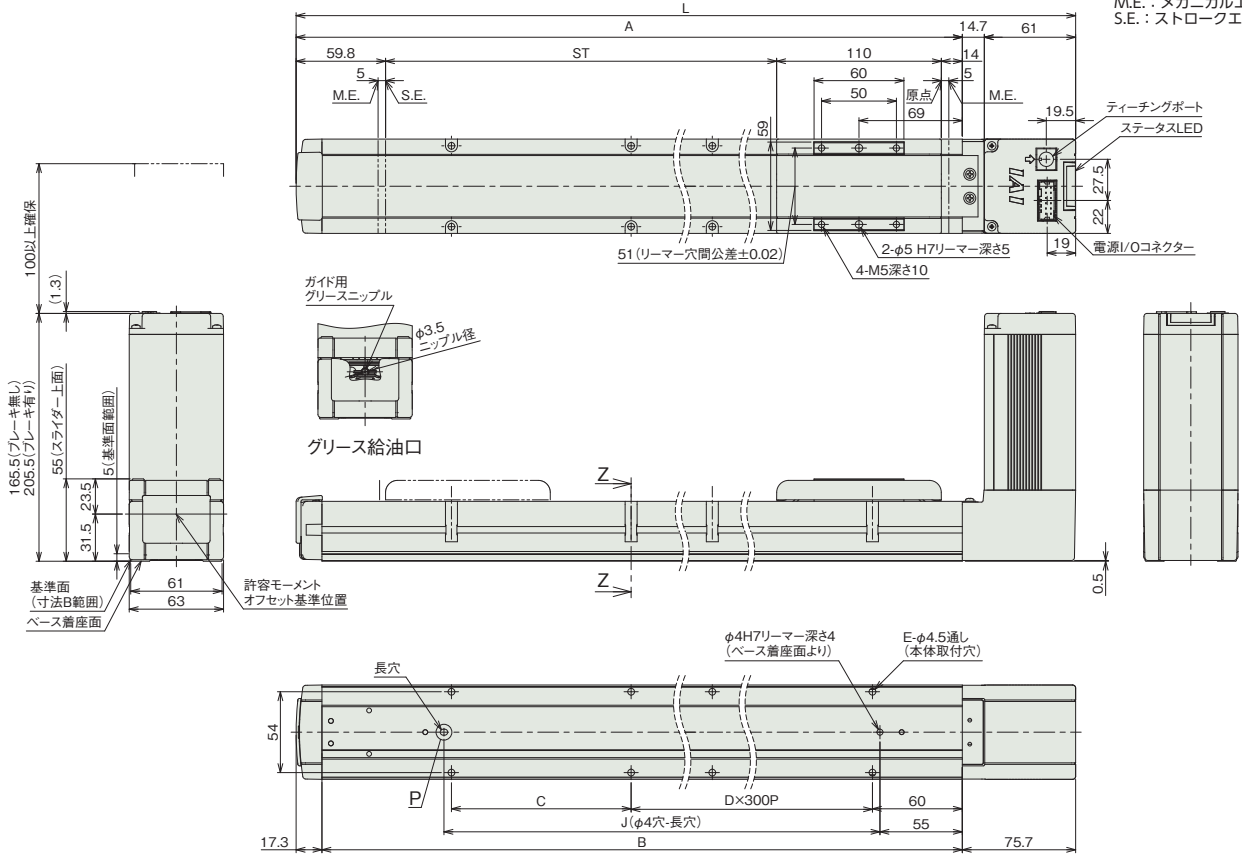 M.E.：メカニカルエ
S.E.：ストロークエ
L
A
14.7
61
59.8
ST
110
14
5
60
5
M.E.
S.E.
50
原点
M.E.
69
19.5
ティーチングポート
ステータスLED
59
IAI
27.5
22
51(リーマー穴間公差±0.02)
2-φ5 H7リーマー深さ5
4-M5深さ10
19
電源I/Oコネクター
100以上確保
(1.3)
ガイド用
グリースニップル
φ3.5
ニップル径
グリース給油口
165.5(ブレーキ無し)
205.5(ブレーキ有り)
55(スライダー上面)
5(基準面範囲)
23.5
31.5
Z
Z
0.5
基準面
(寸法B範囲)
ベース着座面
61
63
許容モーメント
オフセット基準位置
長穴
φ4H7リーマー深さ4
(ベース着座面より)
E-φ4.5通し
(本体取付穴)
54
P
C
D×300P
60
J(φ4穴-長穴)
55
17.3
B
75.7